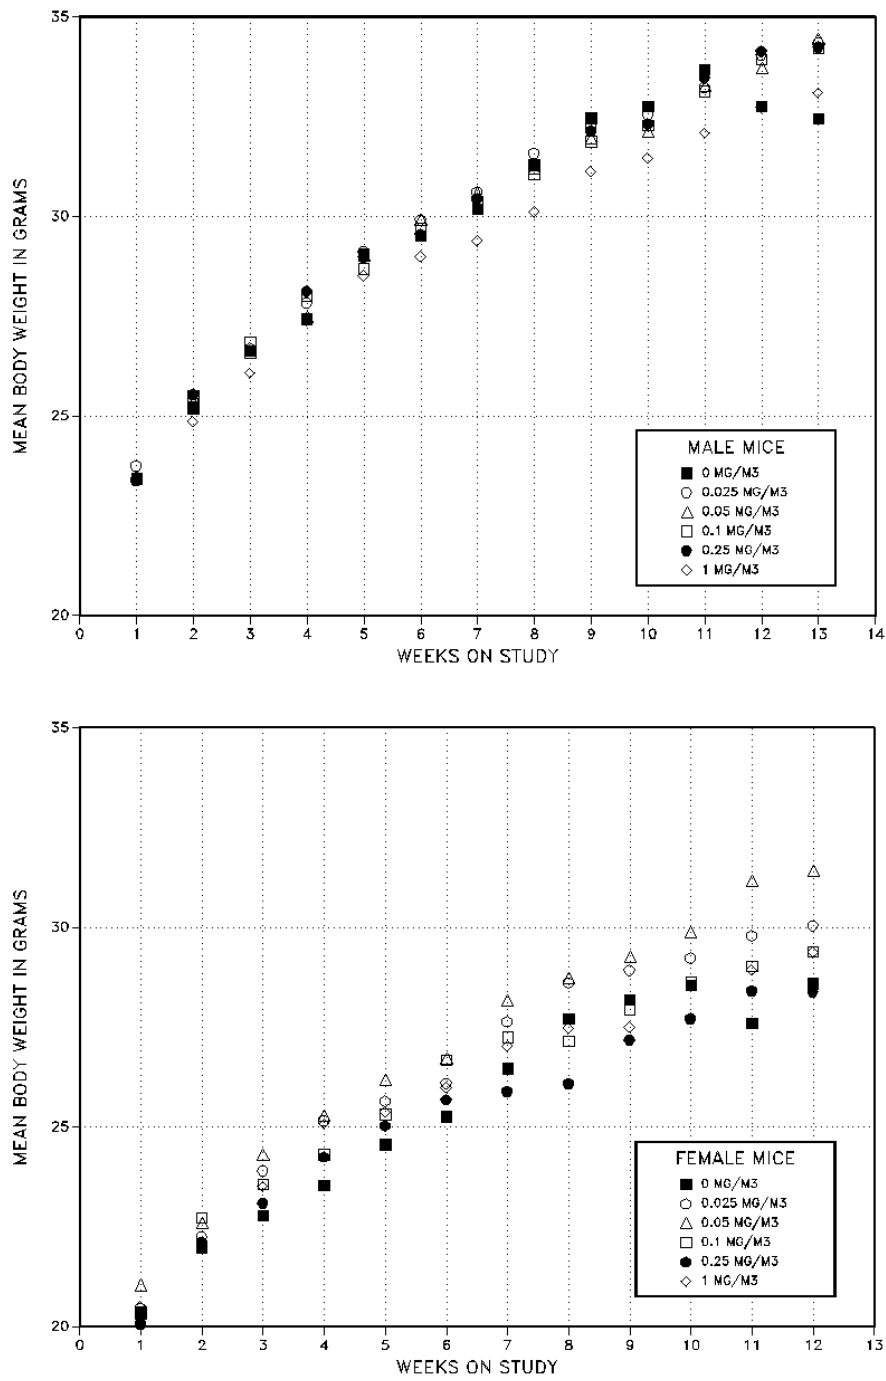 35
30
25
20
MEAN BODY WEIGHT IN GRAMS
MALE MICE
0 MG/M3
0.025 MG/M3
0.05 MG/M3
0.1 MG/M3
0.25 MG/M3
1 MG/M3
0 1 2 3 4 5 6 7 8 9 10 11 12 13 14
WEEKS ON STUDY
35
30
25
20
MEAN BODY WEIGHT IN GRAMS
FEMALE MICE
0 MG/M3
0.025 MG/M3
0.05 MG/M3
0.1 MG/M3
0.25 MG/M3
1 MG/M3
0 1 2 3 4 5 6 7 8 9 10 11 12 13
WEEKS ON STUDY